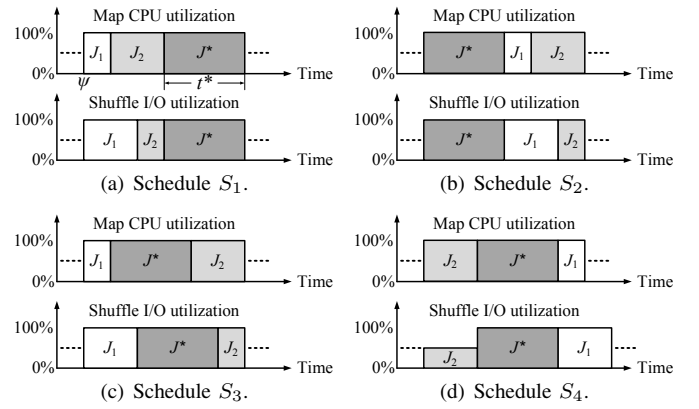 Map CPU utilization
100%
J₁ J₂ J*
0%
ψ t* Time
Shuffle I/O utilization
100%
J₁ J₂ J*
0%
Time
(a) Schedule S₁.
Map CPU utilization
100%
J* J₁ J₂
0%
Time
Shuffle I/O utilization
100%
J* J₁ J₂
0%
Time
(b) Schedule S₂.
Map CPU utilization
100%
J₁ J* J₂
0%
Time
Shuffle I/O utilization
100%
J₁ J* J₂
0%
Time
(c) Schedule S₃.
Map CPU utilization
100%
J₂ J* J₁
0%
Time
Shuffle I/O utilization
100%
J₂ J* J₁
0%
Time
(d) Schedule S₄.